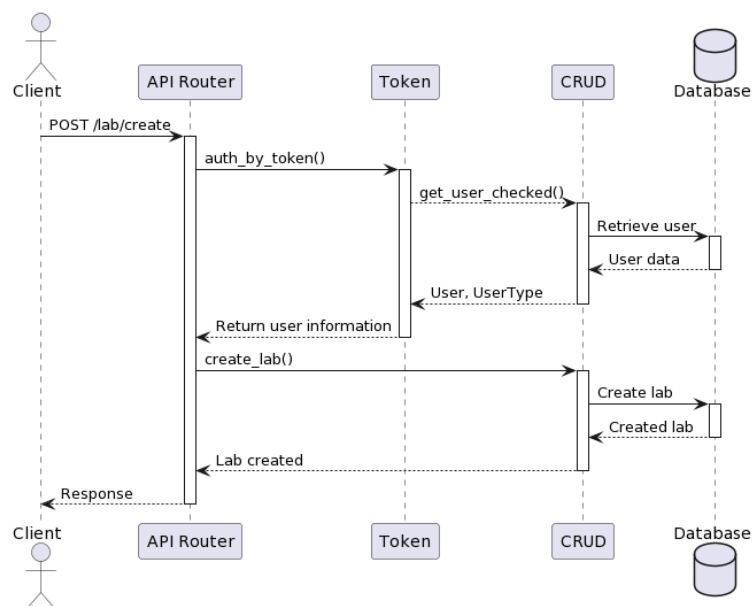 Client
API Router
Token
CRUD
Database
POST /lab/create
auth_by_token()
get_user_checked()
Retrieve user
User data
User, UserType
Return user information
create_lab()
Create lab
Created lab
Lab created
Response
Client
API Router
Token
CRUD
Database